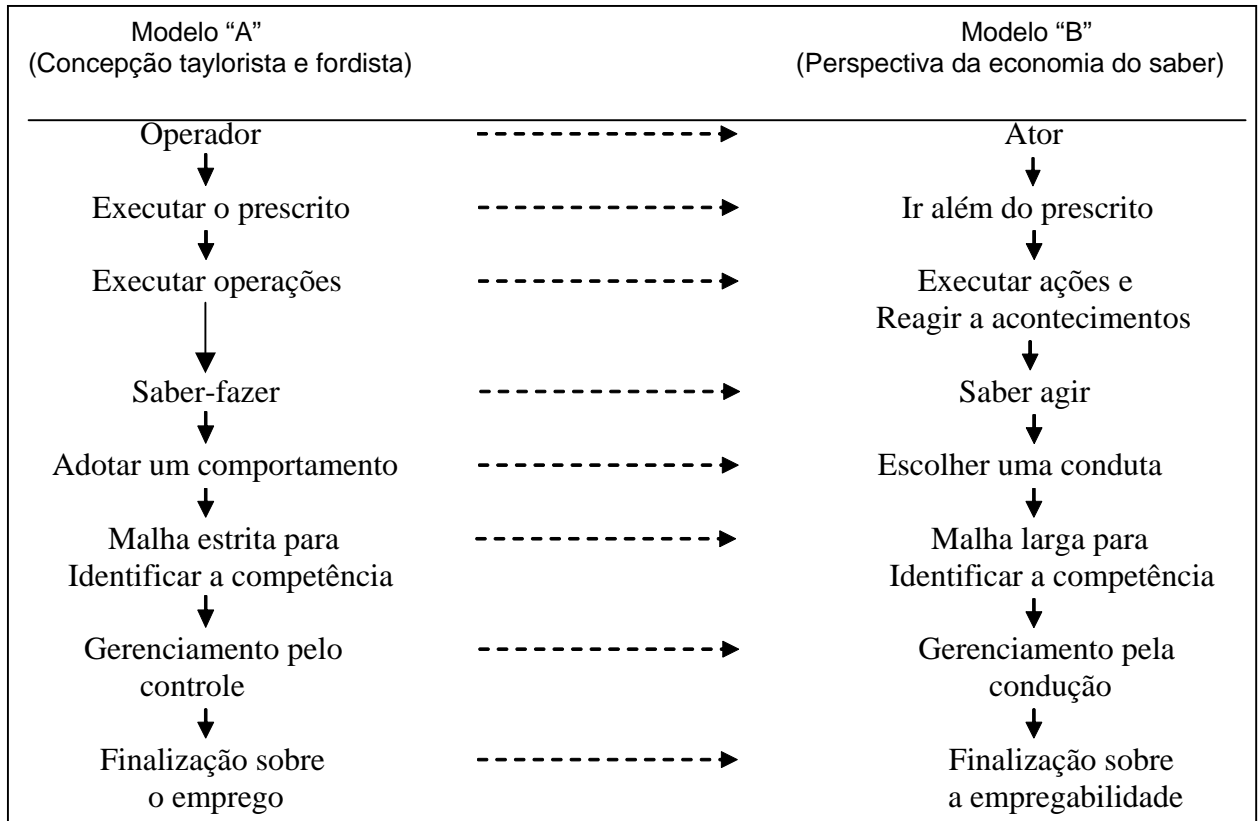 Modelo “A”
(Concepção taylorista e fordista)
Modelo “B”
(Perspectiva da economia do saber)
Operador
Ator
Executar o prescrito
Ir além do prescrito
Executar operações
Executar ações e
Reagir a acontecimentos
Saber-fazer
Saber agir
Adotar um comportamento
Escolher uma conduta
Malha estrita para
Identificar a competência
Malha larga para
Identificar a competência
Gerenciamento pelo
controle
Gerenciamento pela
condução
Finalização sobre
o emprego
Finalização sobre
a empregabilidade